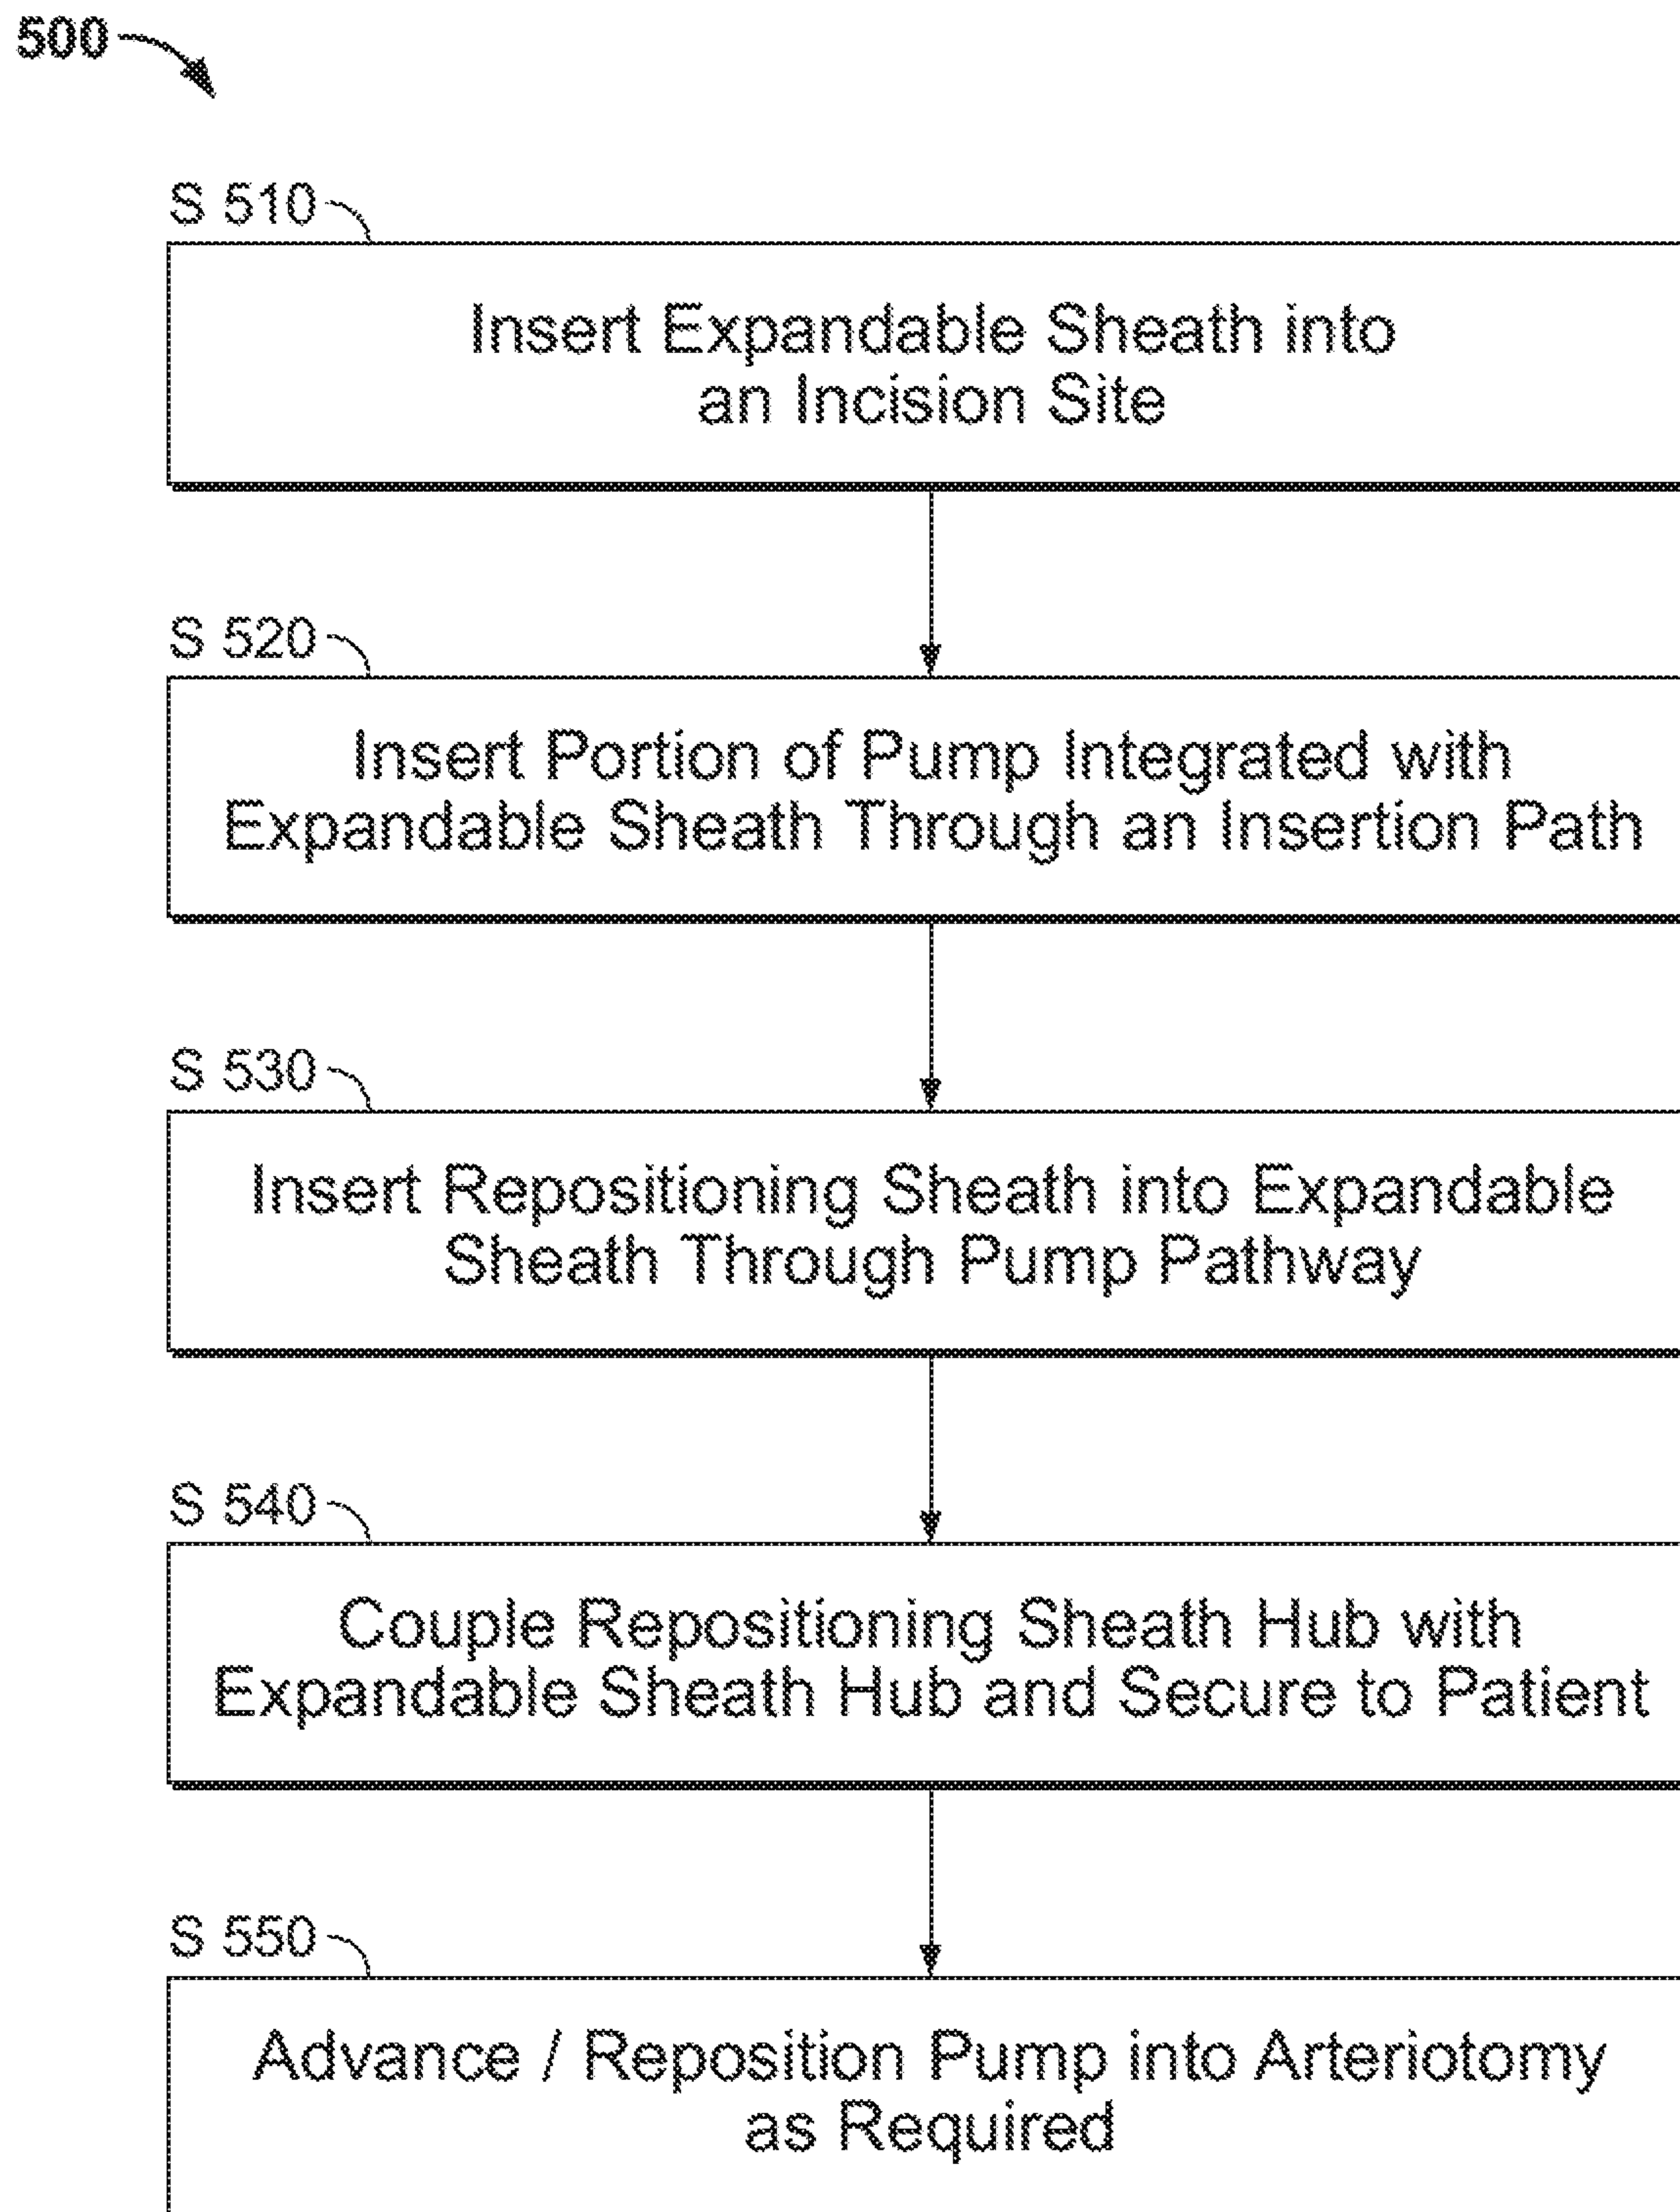 500
S 510
Insert Expandable Sheath into
an Incision Site
S 520
Insert Portion of Pump Integrated with
Expandable Sheath Through an Insertion Path
S 530
Insert Repositioning Sheath into Expandable
Sheath Through Pump Pathway
S 540
Couple Repositioning Sheath Hub with
Expandable Sheath Hub and Secure to Patient
S 550
Advance / Reposition Pump into Arteriotomy
as Required